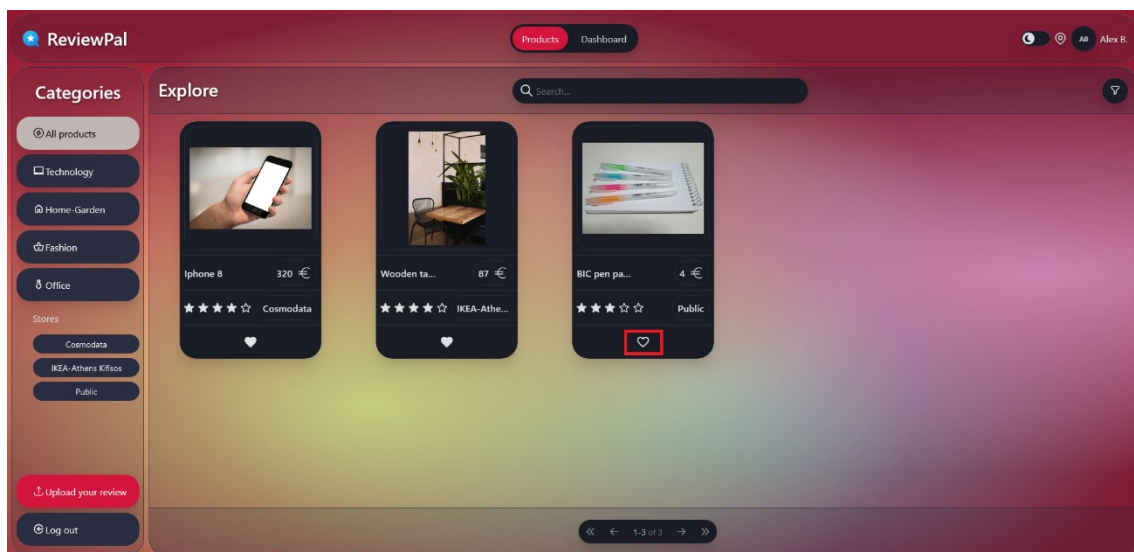 ReviewPal
Products Dashboard
AB Alex B.
Categories
Explore
Search...
All products
Technology
Home-Garden
Fashion
Office
Stores
Cosmodata
IKEA-Athens Kifisos
Public
Upload your review
Log out
Iphone 8 320 €
Cosmodata
Wooden ta... 87 €
IKEA-Athe...
BIC pen pa... 4 €
Public
1-3 of 3